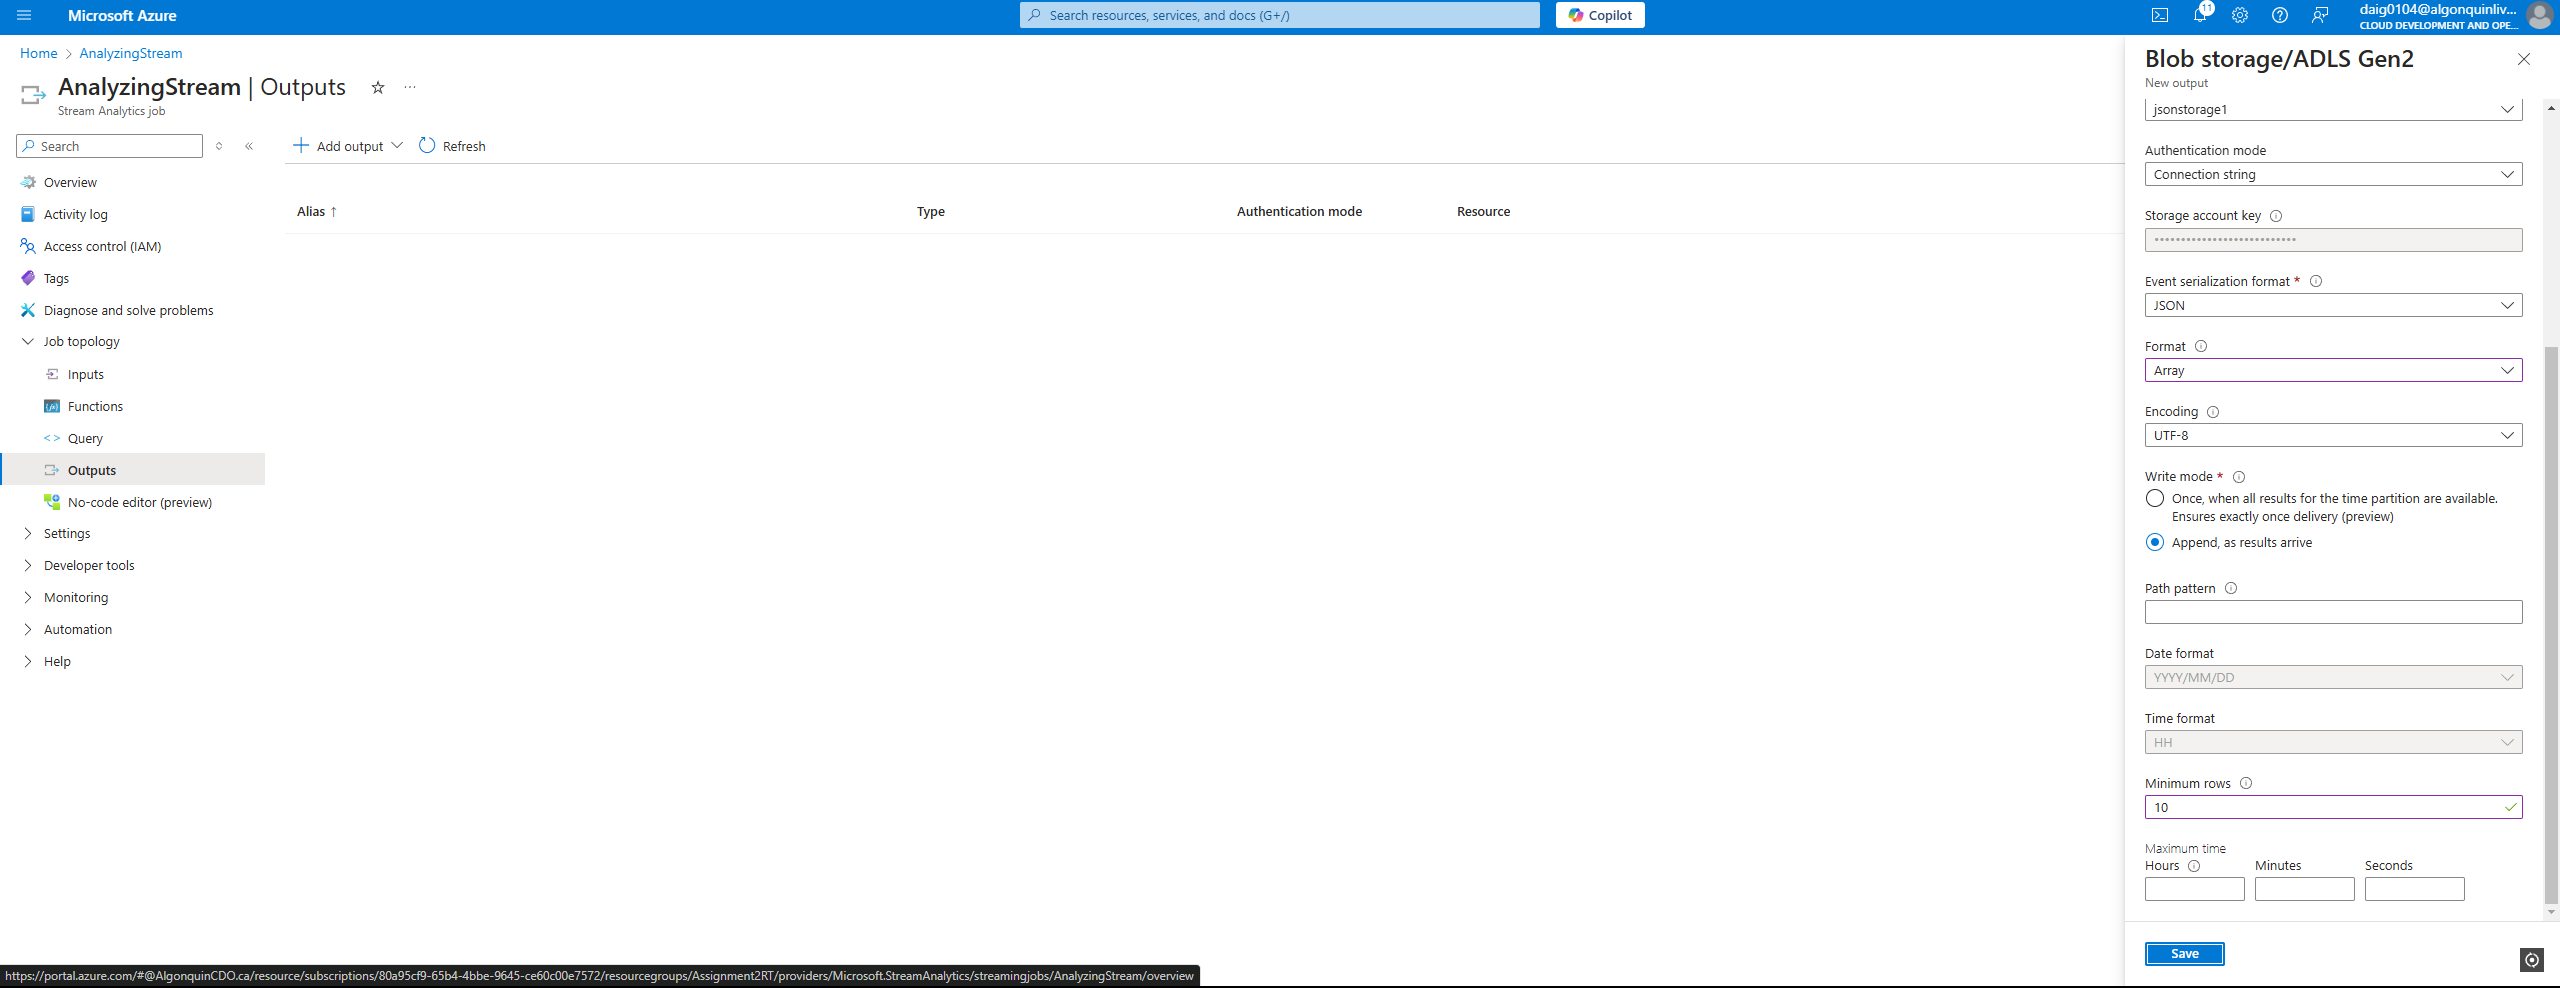 Microsoft Azure
Search resources, services, and docs (G+/)
Copilot
11
daig0104@algonquinliv...
CLOUD DEVELOPMENT AND OPE...
Home > AnalyzingStream
AnalyzingStream | Outputs
Stream Analytics job
Search
Overview
Activity log
Access control (IAM)
Tags
Diagnose and solve problems
Job topology
Inputs
Functions
Query
Outputs
No-code editor (preview)
Settings
Developer tools
Monitoring
Automation
Help
Add output
Refresh
Alias ↑ Type Authentication mode Resource
Blob storage/ADLS Gen2
New output
jsonstorage1
Authentication mode
Connection string
Storage account key
Event serialization format *
JSON
Format
Array
Encoding
UTF-8
Write mode *
Once, when all results for the time partition are available.
Ensures exactly once delivery (preview)
Append, as results arrive
Path pattern
Date format
YYYY/MM/DD
Time format
HH
Minimum rows
10
Maximum time
Hours Minutes Seconds
Save
https://portal.azure.com/#@AlgonquinCDO.ca/resource/subscriptions/80a95cf9-65b4-4bbe-9645-ce60c00e7572/resourcegroups/Assignment2RT/providers/Microsoft.StreamAnalytics/streamingjobs/AnalyzingStream/overview